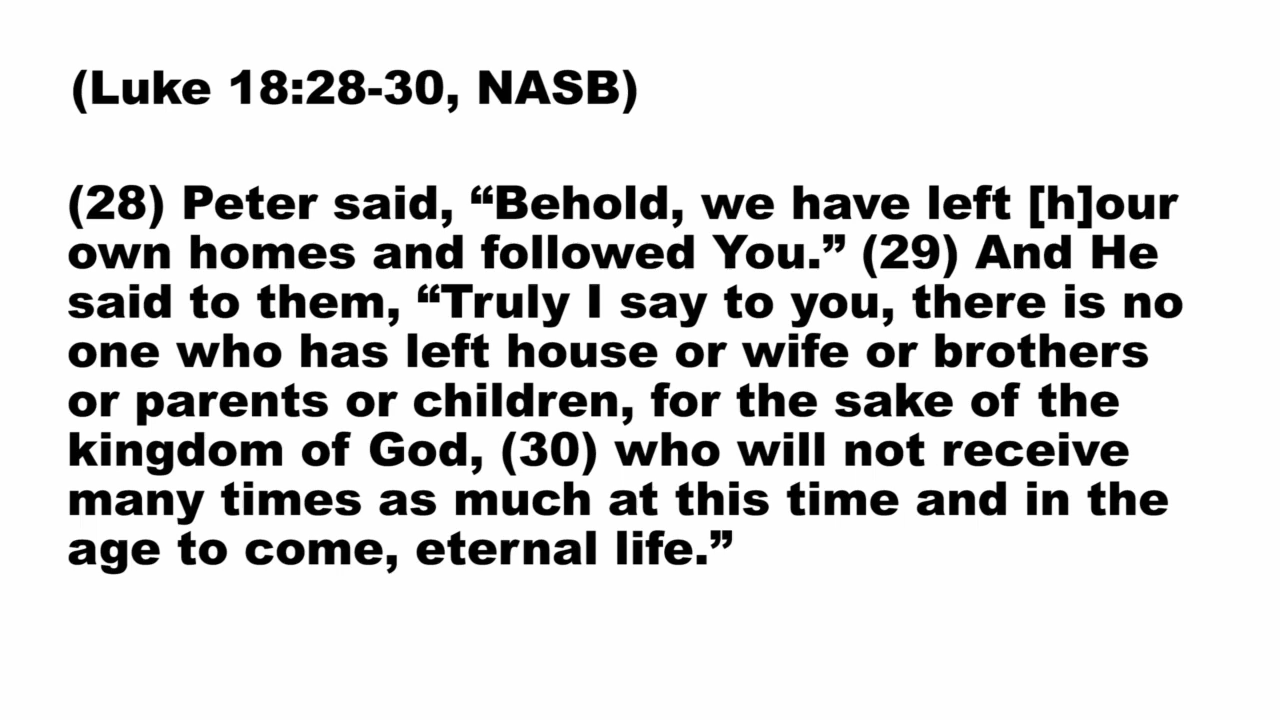 (Luke 18:28-30, NASB)
(28) Peter said, “Behold, we have left [h]our
own homes and followed You.” (29) And He
said to them, “Truly I say to you, there is no
one who has left house or wife or brothers
or parents or children, for the sake of the
kingdom of God, (30) who will not receive
many times as much at this time and in the
age to come, eternal life.”